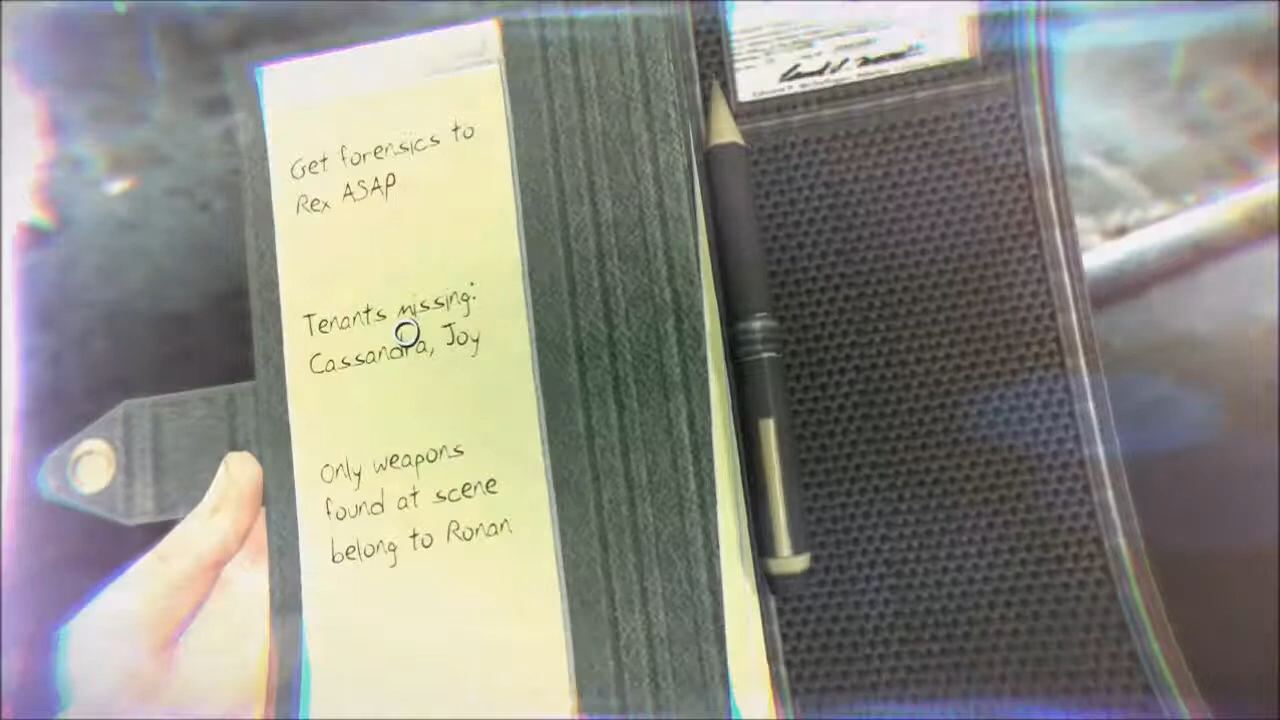 Get forensics to
Rex ASAP
Tenants missing:
Cassandra, Joy
Only weapons
found at scene
belong to Ronan